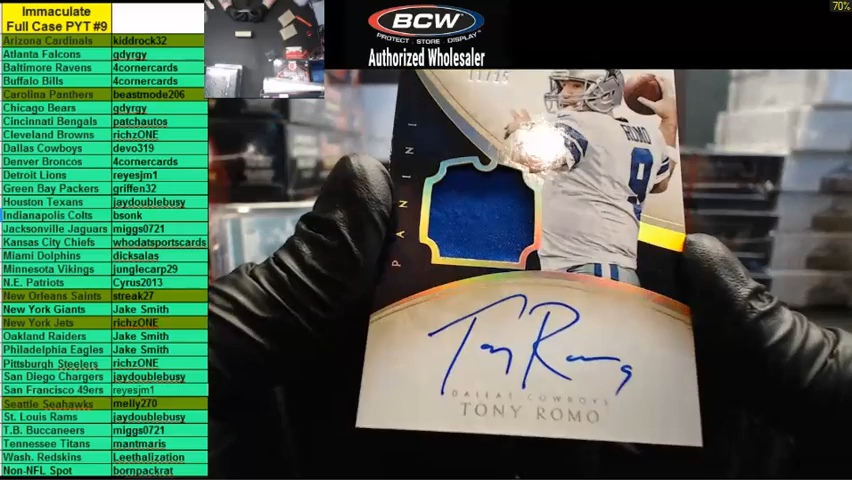 Immaculate
Full Case PYT #9
Arizona Cardinals kiddrock32
Atlanta Falcons gdyrgy
Baltimore Ravens 4cornercards
Buffalo Bills 4cornercards
Carolina Panthers beastmode206
Chicago Bears gdyrgy
Cincinnati Bengals patchautos
Cleveland Browns richzONE
Dallas Cowboys devo319
Denver Broncos 4cornercards
Detroit Lions reyesjm1
Green Bay Packers griffen32
Houston Texans jaydoublebusy
Indianapolis Colts bsonk
Jacksonville Jaguars miggs0721
Kansas City Chiefs whodatsportscards
Miami Dolphins dicksalas
Minnesota Vikings junglecarp29
N.E. Patriots Cyrus2013
New Orleans Saints streak27
New York Giants Jake Smith
New York Jets richzONE
Oakland Raiders Jake Smith
Philadelphia Eagles Jake Smith
Pittsburgh Steelers richzONE
San Diego Chargers jaydoublebusy
San Francisco 49ers reyesjm1
Seattle Seahawks melly270
St. Louis Rams jaydoublebusy
T.B. Buccaneers miggs0721
Tennessee Titans mantmaris
Wash. Redskins Leethalization
Non-NFL Spot bornpackrat
BCW
PROTECT · STORE · DISPLAY
Authorized Wholesaler
70%
ROMO
9
PANINI
Tony Romo
DALLAS COWBOYS
TONY ROMO